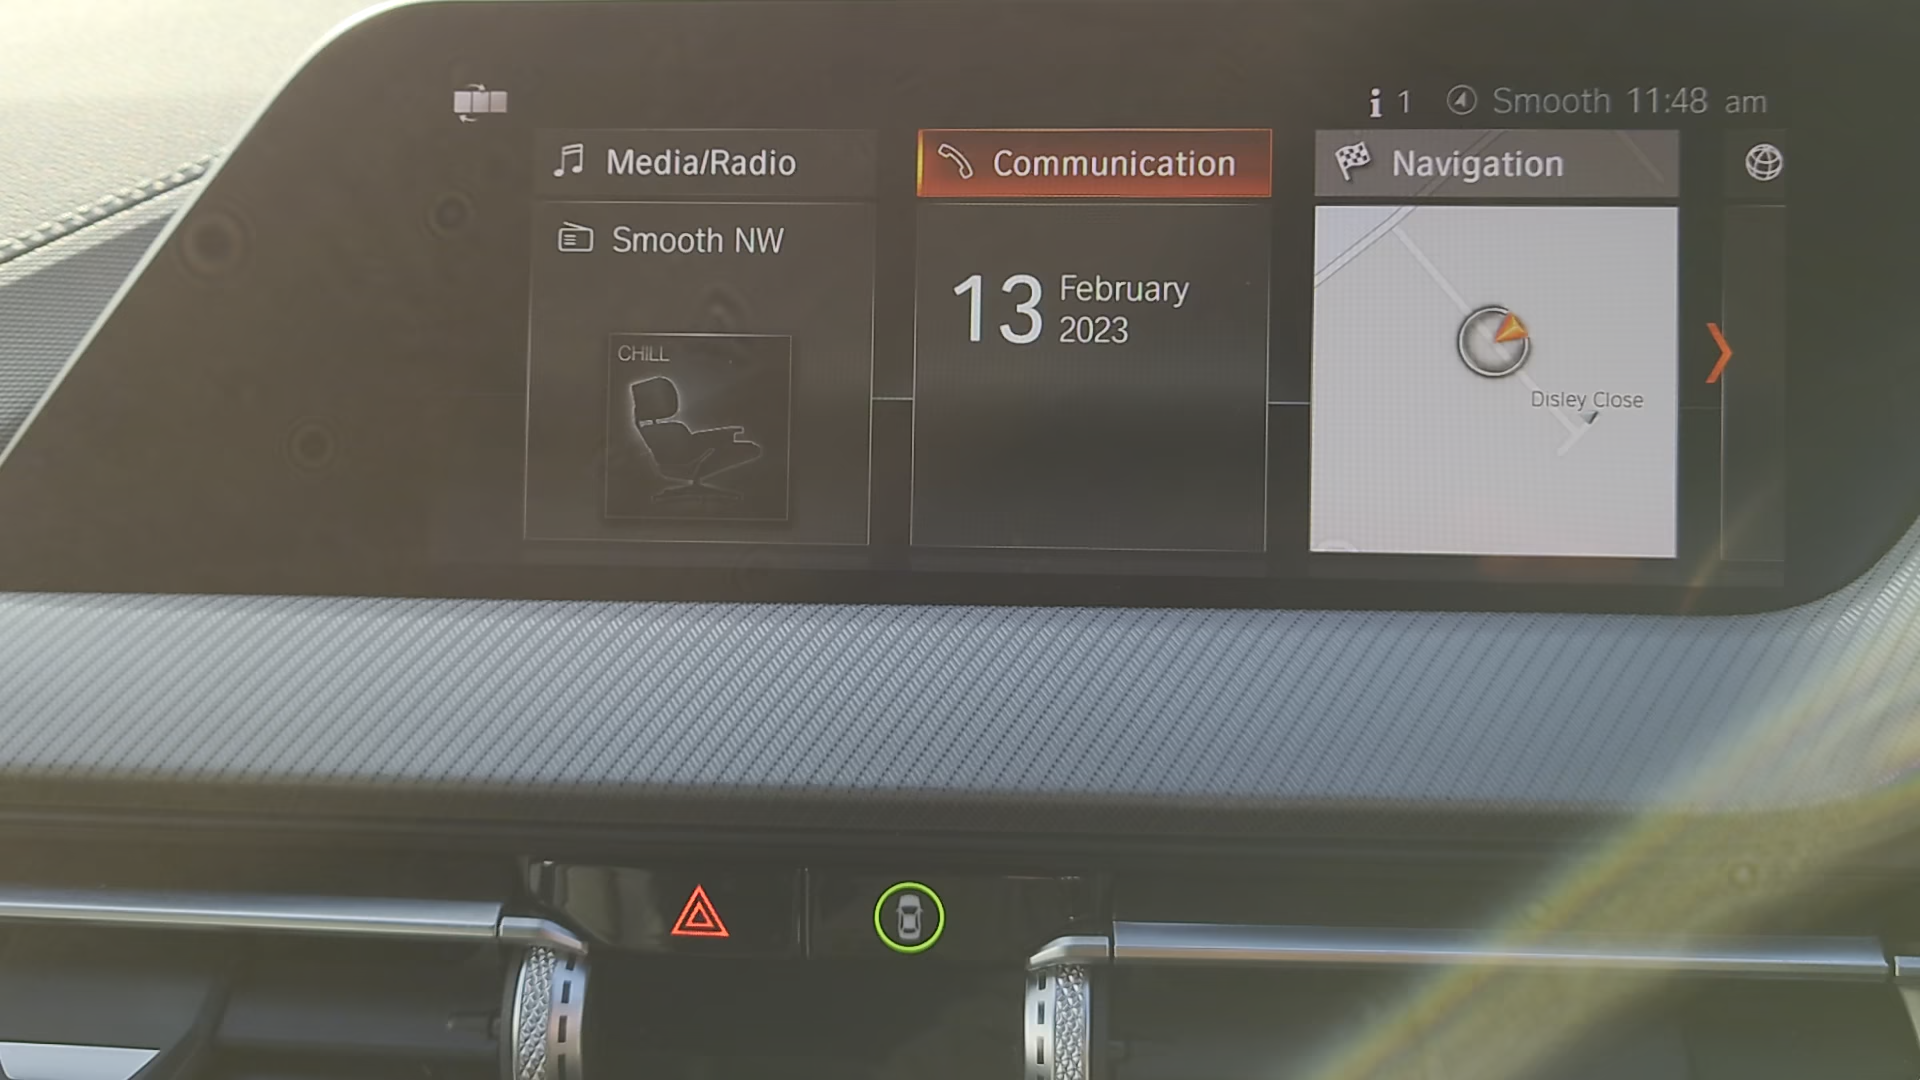 1 Smooth 11:48 am
Media/Radio
Communication
Navigation
Smooth NW
CHILL
13
February
2023
Disley Close